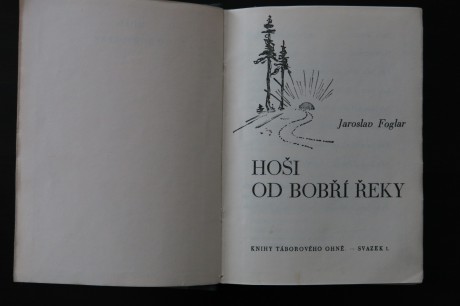 Jaroslav Foglar
HOŠI
OD BOBŘÍ ŘEKY
KNIHY TÁBOROVÉHO OHNĚ — SVAZEK 1.